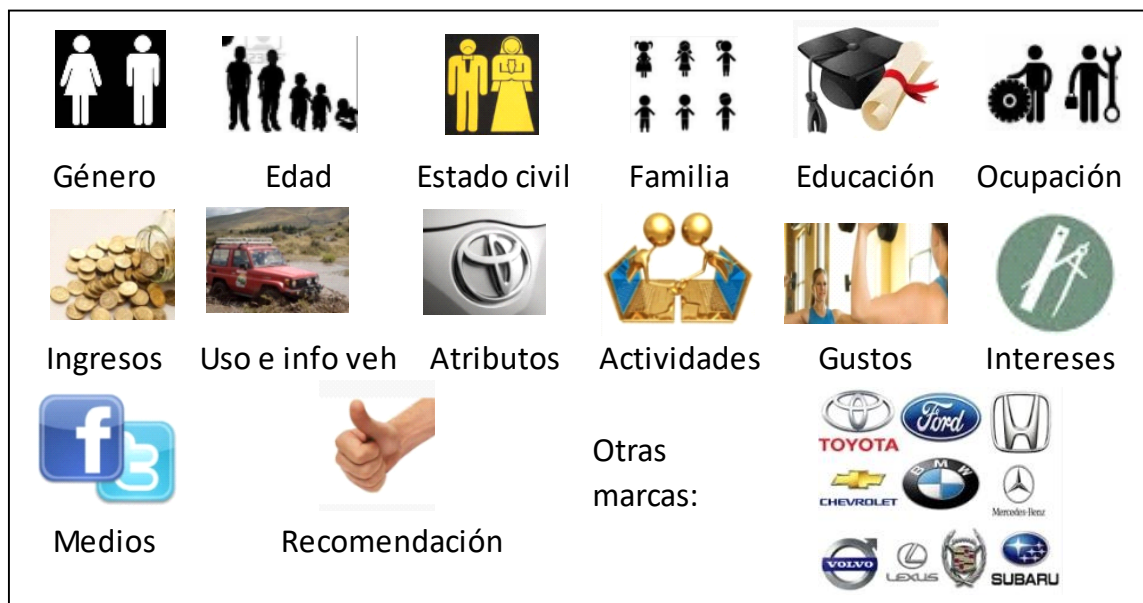 Género
Edad
Estado civil
Familia
Educación
Ocupación
Ingresos
Uso e info veh
Atributos
Actividades
Gustos
Intereses
Medios
Recomendación
Otras
marcas:
TOYOTA
Ford
CHEVROLET
BMW
Mercedes-Benz
VOLVO
LEXUS
SUBARU